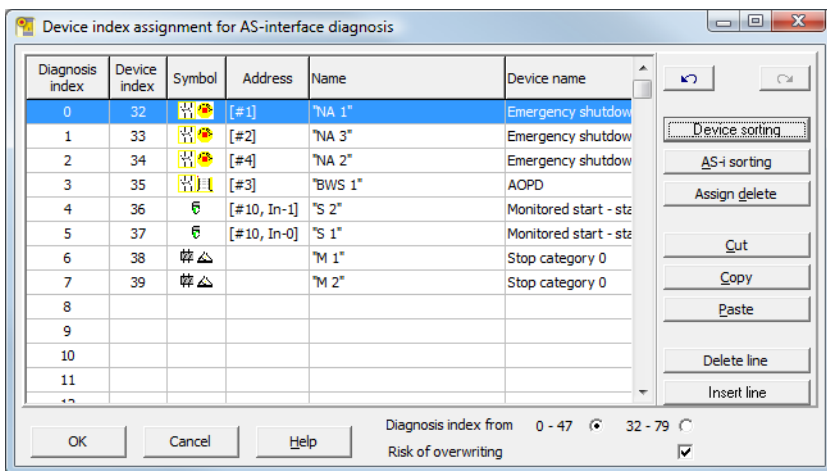 Device index assignment for AS-interface diagnosis
Diagnosis index Device index Symbol Address Name Device name
0 32 [#1] "NA 1" Emergency shutdow
1 33 [#2] "NA 3" Emergency shutdow
2 34 [#4] "NA 2" Emergency shutdow
3 35 [#3] "BWS 1" AOPD
4 36 [#10, In-1] "S 2" Monitored start - sta
5 37 [#10, In-0] "S 1" Monitored start - sta
6 38 "M 1" Stop category 0
7 39 "M 2" Stop category 0
8
9
10
11
12
Device sorting
AS-i sorting
Assign delete
Cut
Copy
Paste
Delete line
Insert line
OK Cancel Help
Diagnosis index from 0 - 47 32 - 79
Risk of overwriting